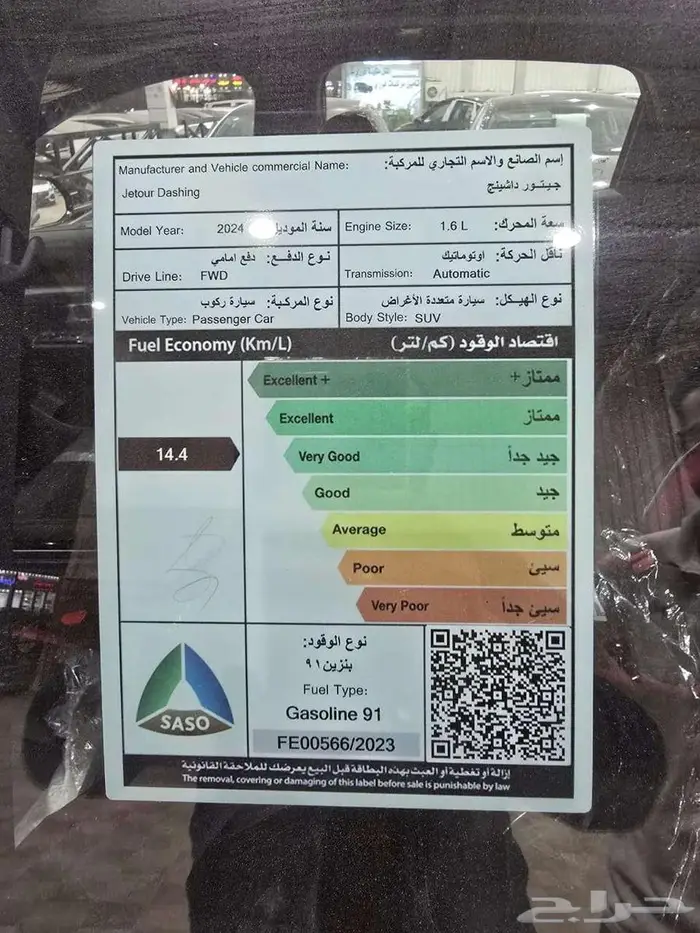 Manufacturer and Vehicle commercial Name: إسم الصانع والاسم التجاري للمركبة:
Jetour Dashing جيتور داشينج
Model Year: 2024 سنة الموديل
Engine Size: 1.6 L سعة المحرك:
نوع الدفع: دفع امامي
Drive Line: FWD
ناقل الحركة: اوتوماتيك
Transmission: Automatic
نوع المركبة: سيارة ركوب
Vehicle Type: Passenger Car
نوع الهيكل: سيارة متعددة الأغراض
Body Style: SUV
Fuel Economy (Km/L) اقتصاد الوقود (كم/لتر)
Excellent + ممتاز+
Excellent ممتاز
14.4
Very Good جيد جداً
Good جيد
Average متوسط
Poor سيئ
Very Poor سيئ جداً
SASO
نوع الوقود:
بنزين ٩١
Fuel Type:
Gasoline 91
FE00566/2023
إزالة أو تغطية أو العبث بهذه البطاقة قبل البيع يعرضك للملاحقة القانونية
The removal, covering or damaging of this label before sale is punishable by law
حراج